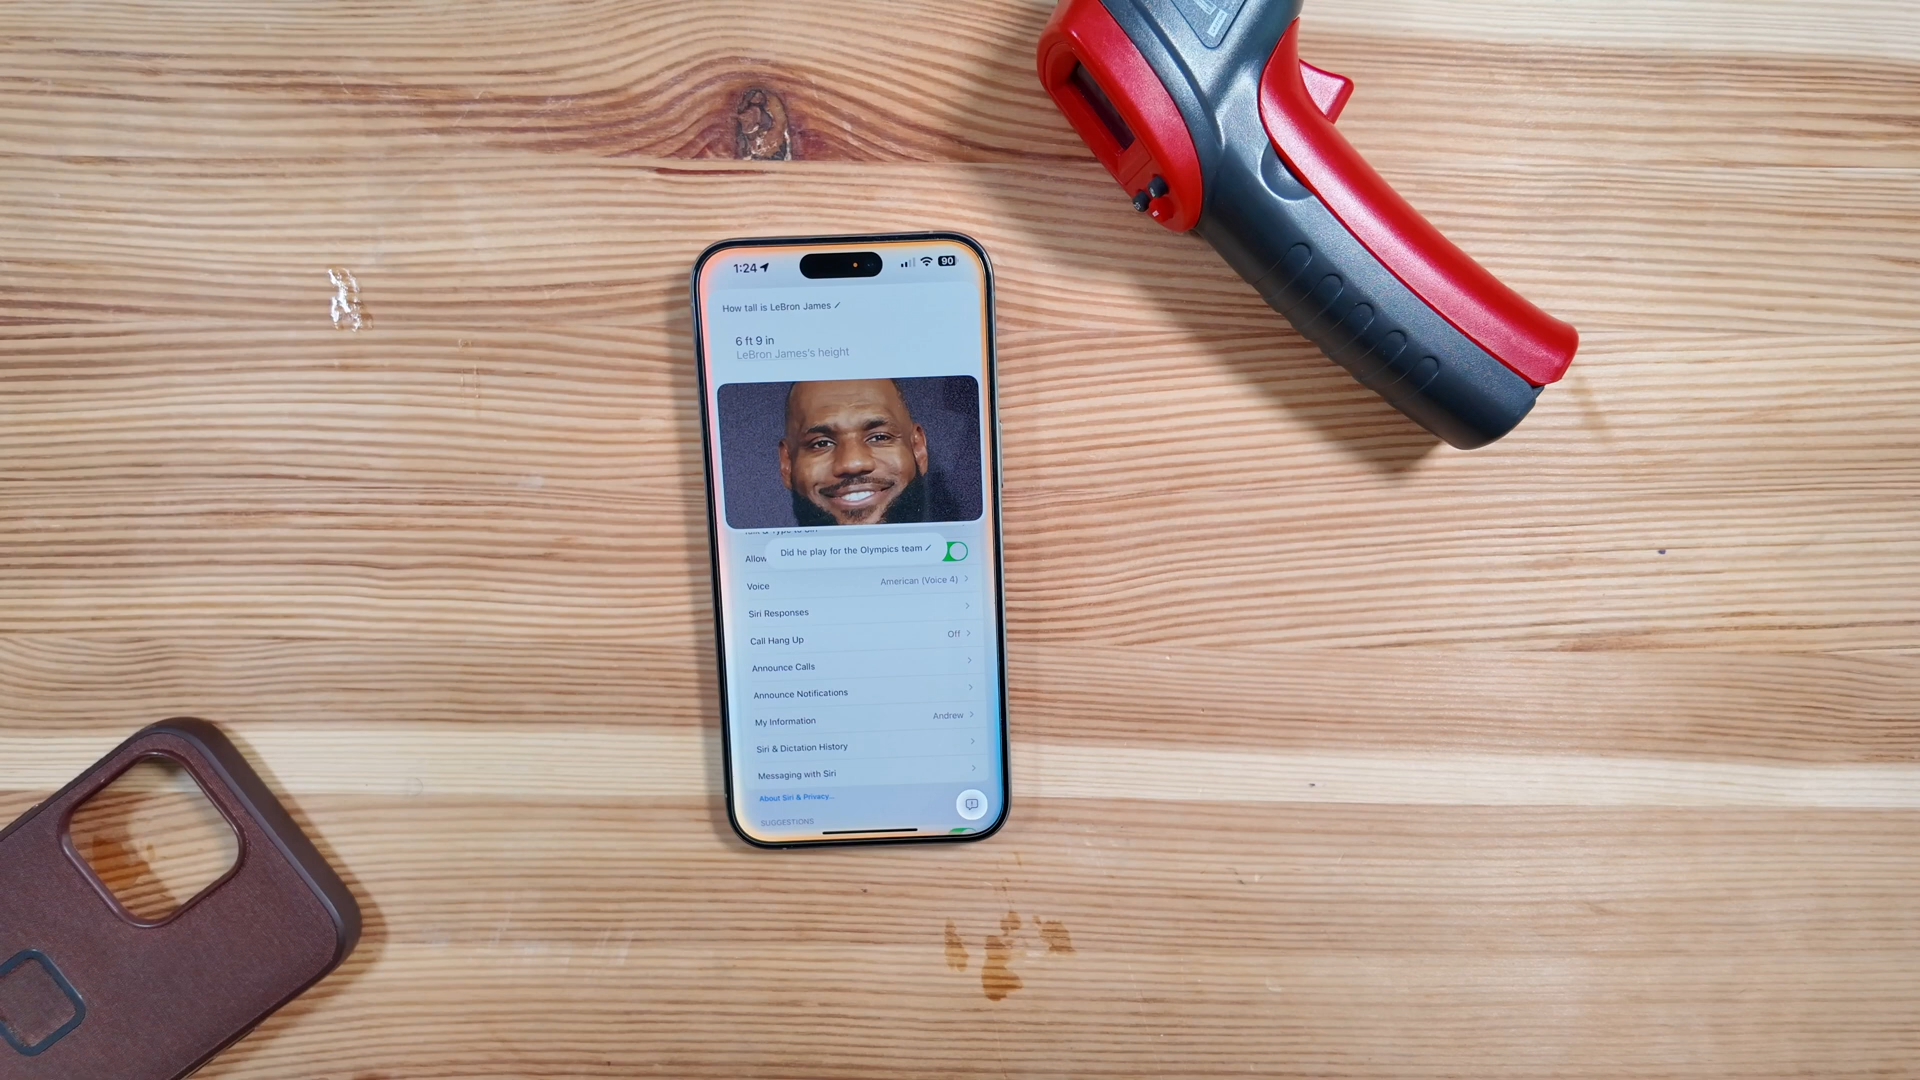 1:24
90
How tall is LeBron James
6 ft 9 in
LeBron James's height
Did he play for the Olympics team
Allow
Voice American (Voice 4)
Siri Responses
Call Hang Up Off
Announce Calls
Announce Notifications
My Information Andrew
Siri & Dictation History
Messaging with Siri
About Siri & Privacy...
SUGGESTIONS